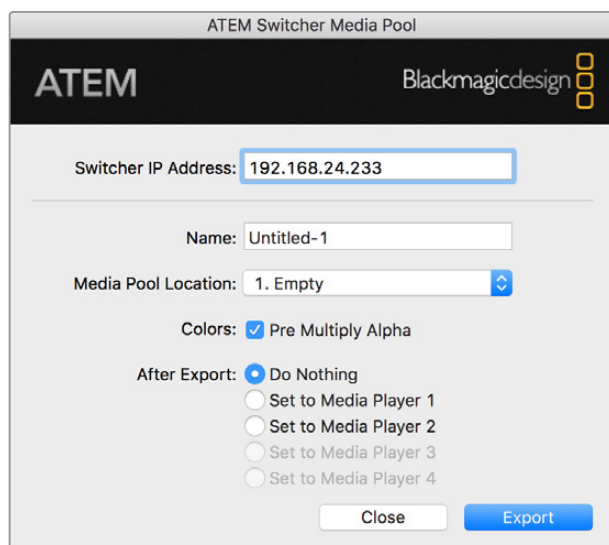 ATEM Switcher Media Pool
ATEM
Blackmagicdesign
Switcher IP Address: 192.168.24.233
Name: Untitled-1
Media Pool Location: 1. Empty
Colors: Pre Multiply Alpha
After Export: Do Nothing
Set to Media Player 1
Set to Media Player 2
Set to Media Player 3
Set to Media Player 4
Close Export